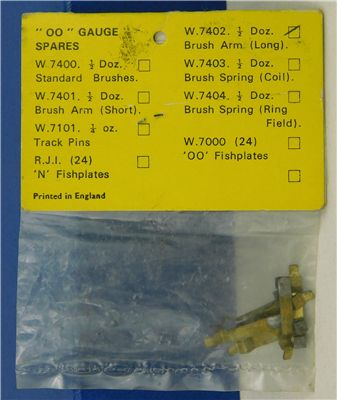 " OO " GAUGE
SPARES
W.7400. ½ Doz.
Standard Brushes.
W.7401. ½ Doz.
Brush Arm (Short).
W.7101. ¼ oz.
Track Pins
R.J.I. (24)
'N' Fishplates
Printed in England
W.7402. ½ Doz.
Brush Arm (Long).
W.7403. ½ Doz.
Brush Spring (Coil).
W.7404. ½ Doz.
Brush Spring (Ring
Field).
W.7000 (24)
'OO' Fishplates